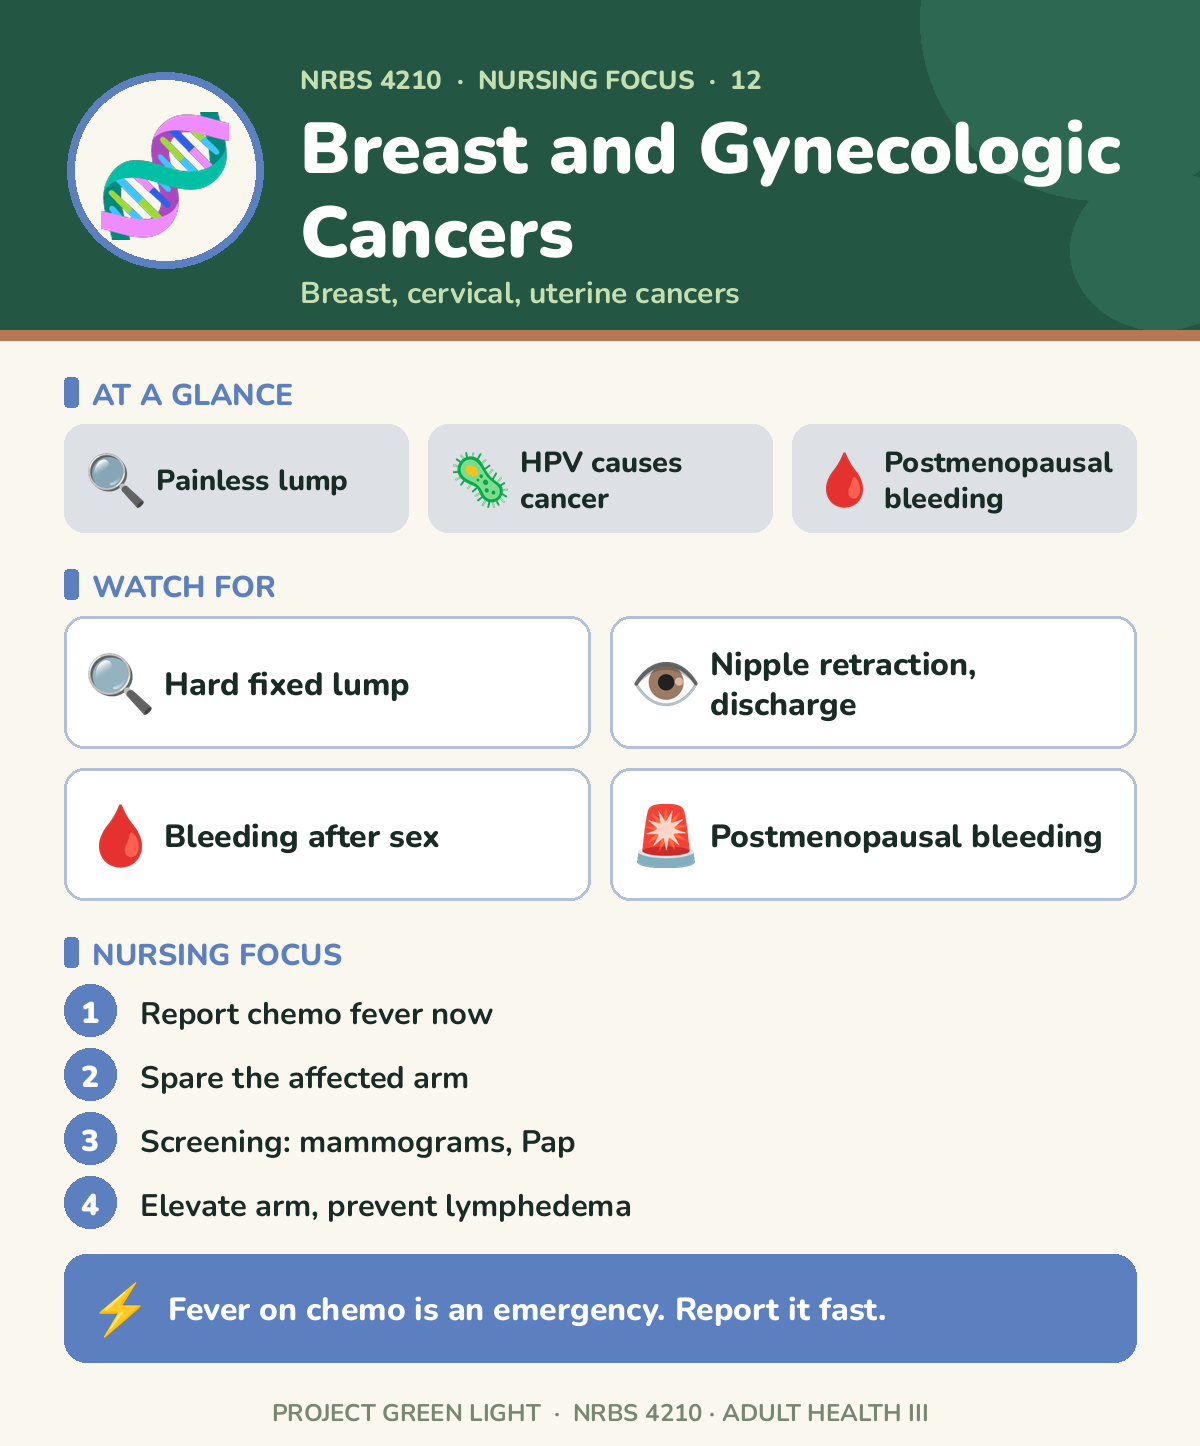 NRBS 4210 · NURSING FOCUS · 12
Breast and Gynecologic
Cancers
Breast, cervical, uterine cancers
AT A GLANCE
Painless lump
HPV causes
cancer
Postmenopausal
bleeding
WATCH FOR
Hard fixed lump
Nipple retraction,
discharge
Bleeding after sex
Postmenopausal bleeding
NURSING FOCUS
1 Report chemo fever now
2 Spare the affected arm
3 Screening: mammograms, Pap
4 Elevate arm, prevent lymphedema
Fever on chemo is an emergency. Report it fast.
PROJECT GREEN LIGHT · NRBS 4210 · ADULT HEALTH III